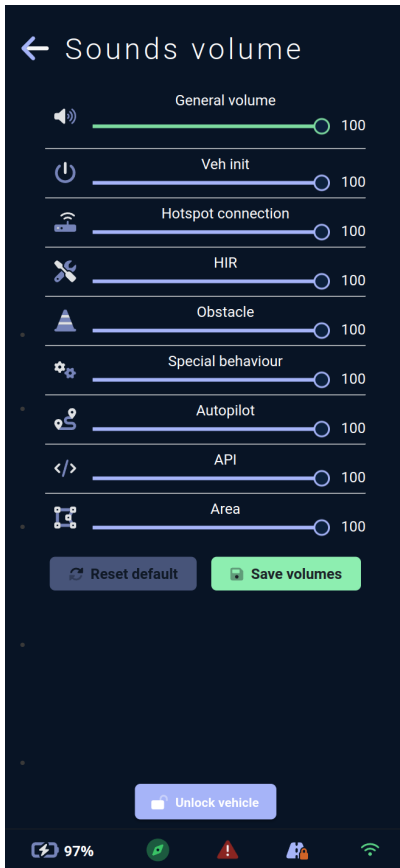 Sounds volume
General volume
100
Veh init
100
Hotspot connection
100
HIR
100
Obstacle
100
Special behaviour
100
Autopilot
100
API
100
Area
100
Reset default Save volumes
Unlock vehicle
97%